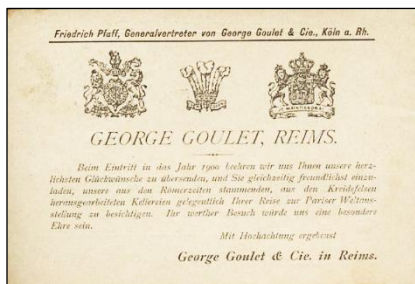 Friedrich Pfaff, Generalvertreter von George Goulet & Cie., Köln a. Rh.
GEORGE GOULET, REIMS.
Beim Eintritt in das Jahr 1900 beehren wir uns Ihnen unsere herz-
lichsten Glückwünsche zu übersenden, und Sie gleichzeitig freundlichst einzu-
laden, unsere aus den Römerzeiten stammenden, aus den Kreidefelsen
herausgearbeiteten Kellereien gelegentlich Ihrer Reise zur Pariser Weltaus-
stellung zu besichtigen. Ihr werther Besuch würde uns eine besondere
Ehre sein.
Mit Hochachtung ergebenst
George Goulet & Cie. in Reims.